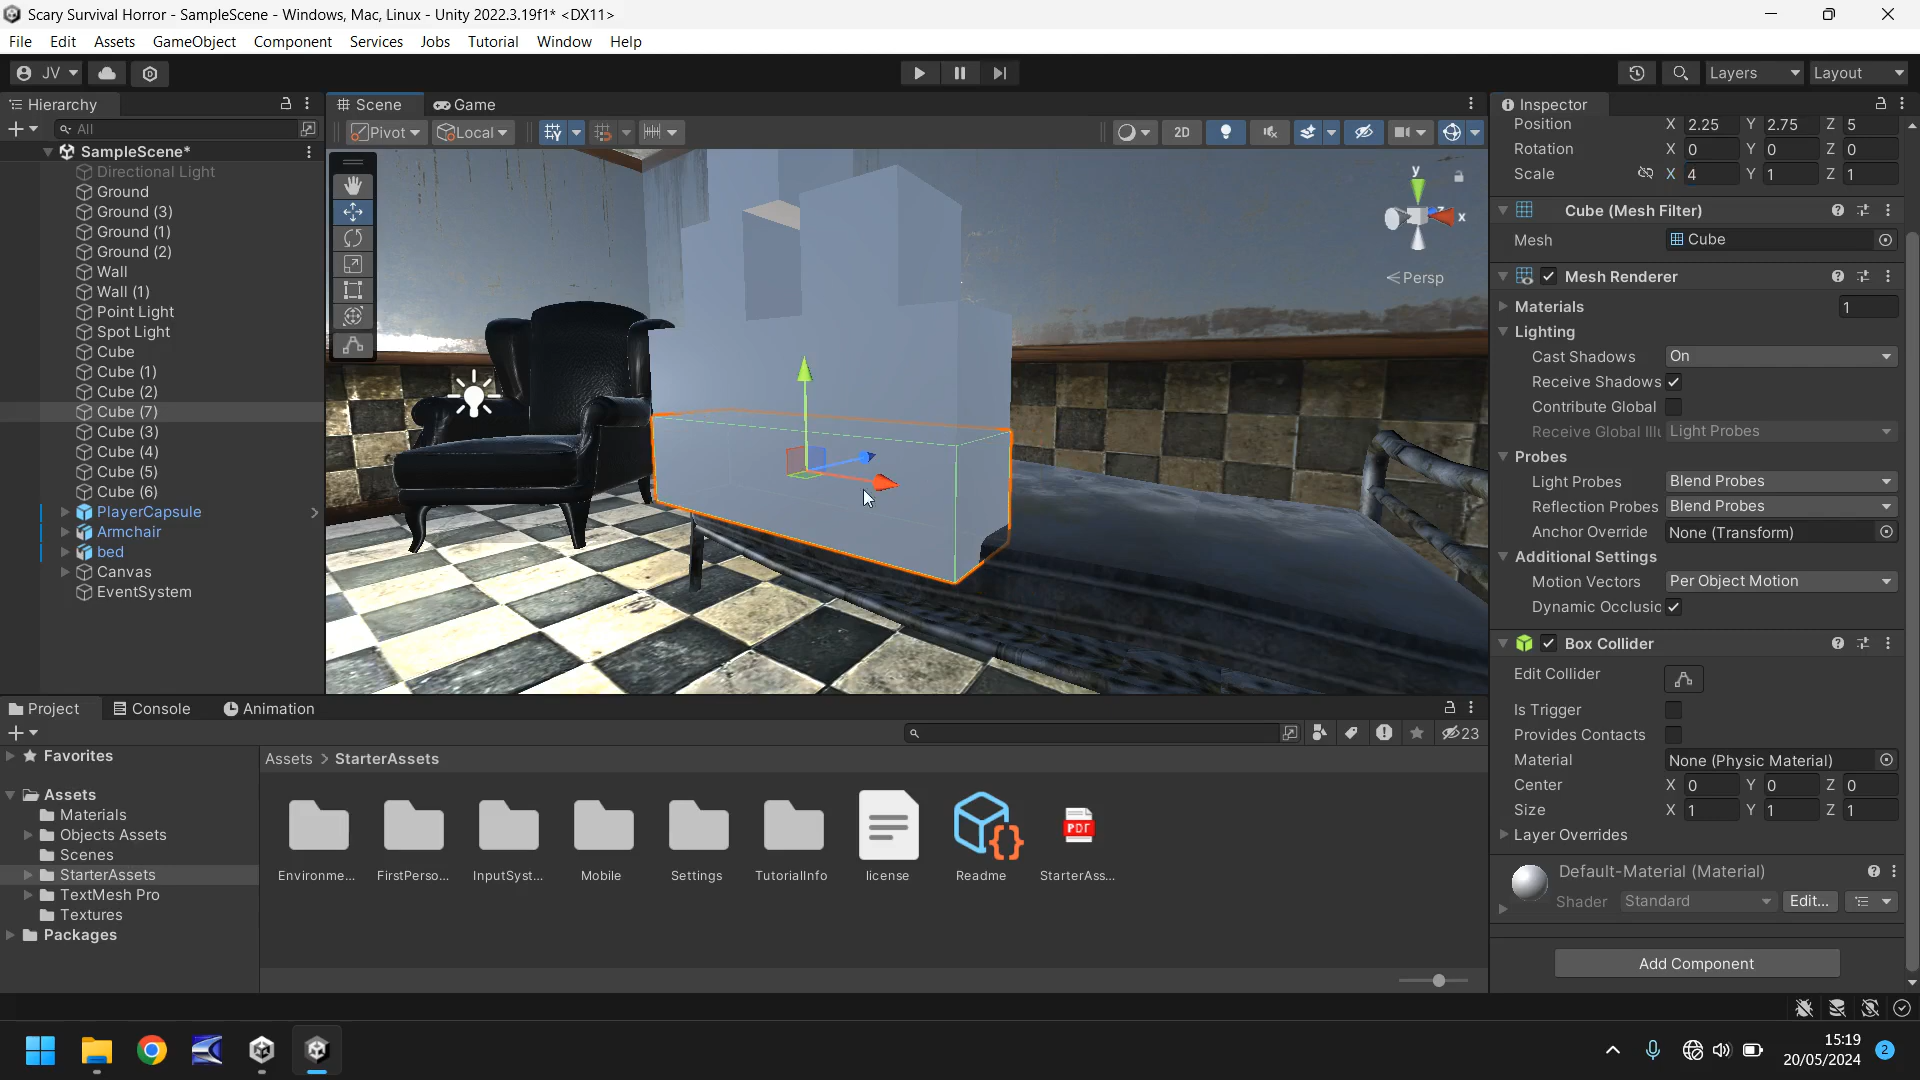 Scary Survival Horror - SampleScene - Windows, Mac, Linux - Unity 2022.3.19f1* <DX11>
File Edit Assets GameObject Component Services Jobs Tutorial Window Help
JV Layers Layout
Hierarchy
All
SampleScene*
Directional Light
Ground
Ground (3)
Ground (1)
Ground (2)
Wall
Wall (1)
Point Light
Spot Light
Cube
Cube (1)
Cube (2)
Cube (7)
Cube (3)
Cube (4)
Cube (5)
Cube (6)
PlayerCapsule
Armchair
bed
Canvas
EventSystem
Scene Game
Pivot Local 2D
y
x
Persp
Inspector
Position X 2.25 Y 2.75 Z 5
Rotation X 0 Y 0 Z 0
Scale X 4 Y 1 Z 1
Cube (Mesh Filter)
Mesh Cube
Mesh Renderer
Materials 1
Lighting
Cast Shadows On
Receive Shadows
Contribute Global
Receive Global Illu Light Probes
Probes
Light Probes Blend Probes
Reflection Probes Blend Probes
Anchor Override None (Transform)
Additional Settings
Motion Vectors Per Object Motion
Dynamic Occlusic
Box Collider
Edit Collider
Is Trigger
Provides Contacts
Material None (Physic Material)
Center X 0 Y 0 Z 0
Size X 1 Y 1 Z 1
Layer Overrides
Default-Material (Material)
Shader Standard Edit...
Add Component
Project Console Animation
23
Favorites
Assets
Materials
Objects Assets
Scenes
StarterAssets
TextMesh Pro
Textures
Packages
Assets > StarterAssets
PDF
Environme... FirstPerso... InputSyst... Mobile Settings TutorialInfo license Readme StarterAss...
15:19
20/05/2024
2